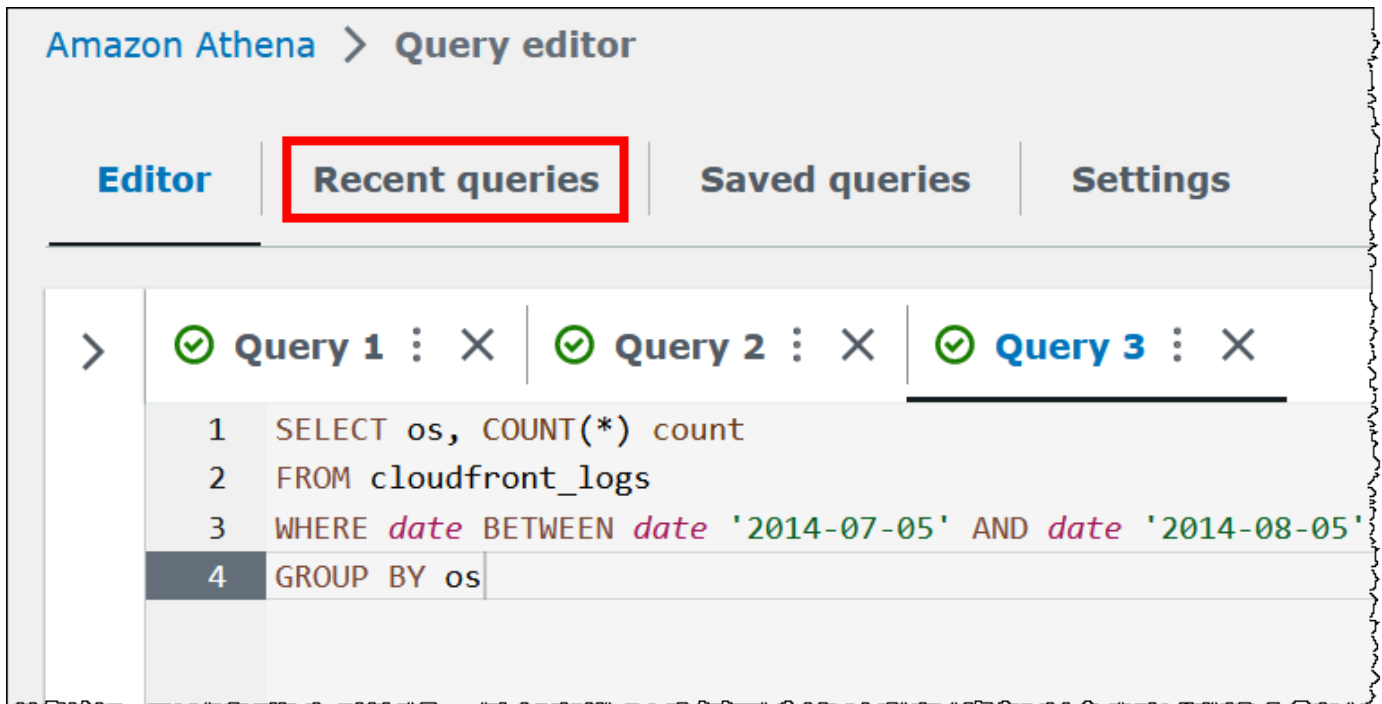 Amazon Athena > Query editor
Editor Recent queries Saved queries Settings
Query 1 Query 2 Query 3
1 SELECT os, COUNT(*) count
2 FROM cloudfront_logs
3 WHERE date BETWEEN date '2014-07-05' AND date '2014-08-05'
4 GROUP BY os